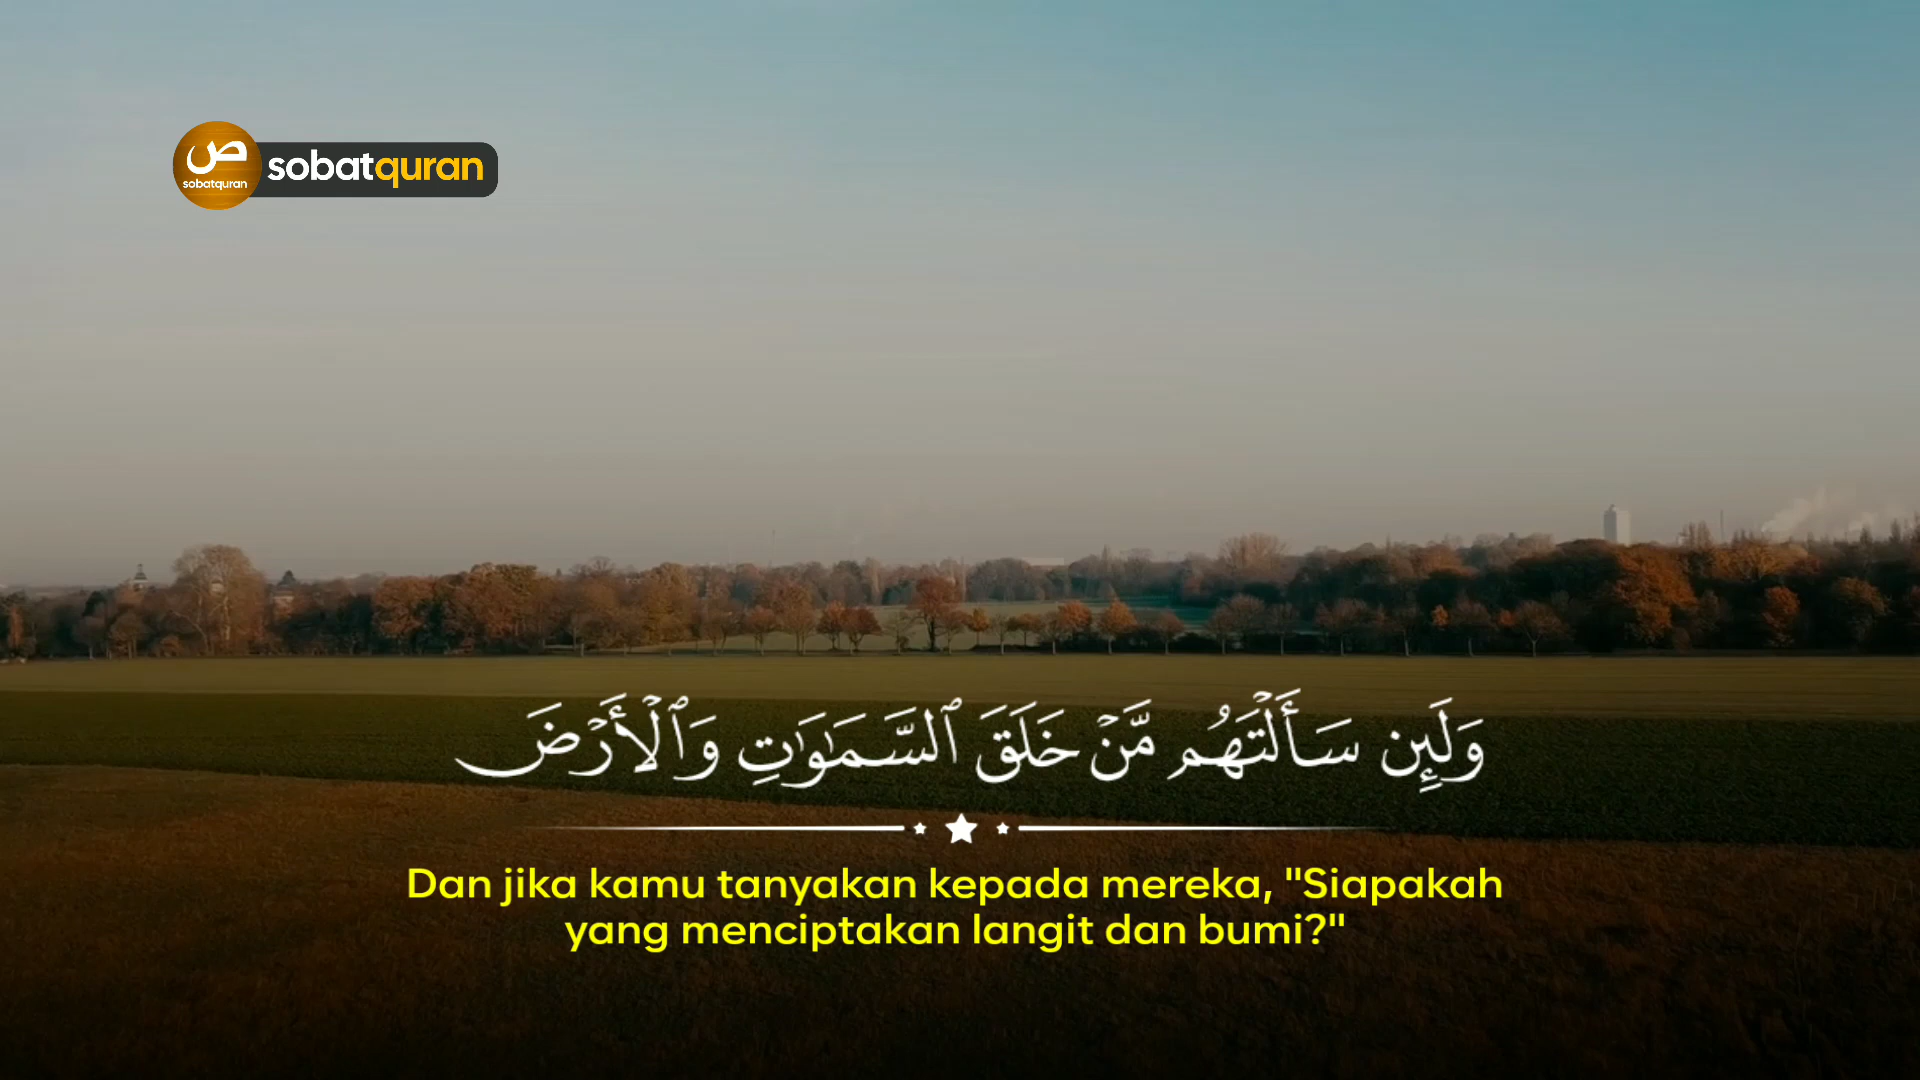 ص
sobatquran
sobatquran
وَلَئِن سَأَلْتَهُم مَّنْ خَلَقَ ٱلسَّمَٰوَٰتِ وَٱلْأَرْضَ
Dan jika kamu tanyakan kepada mereka, "Siapakah
yang menciptakan langit dan bumi?"